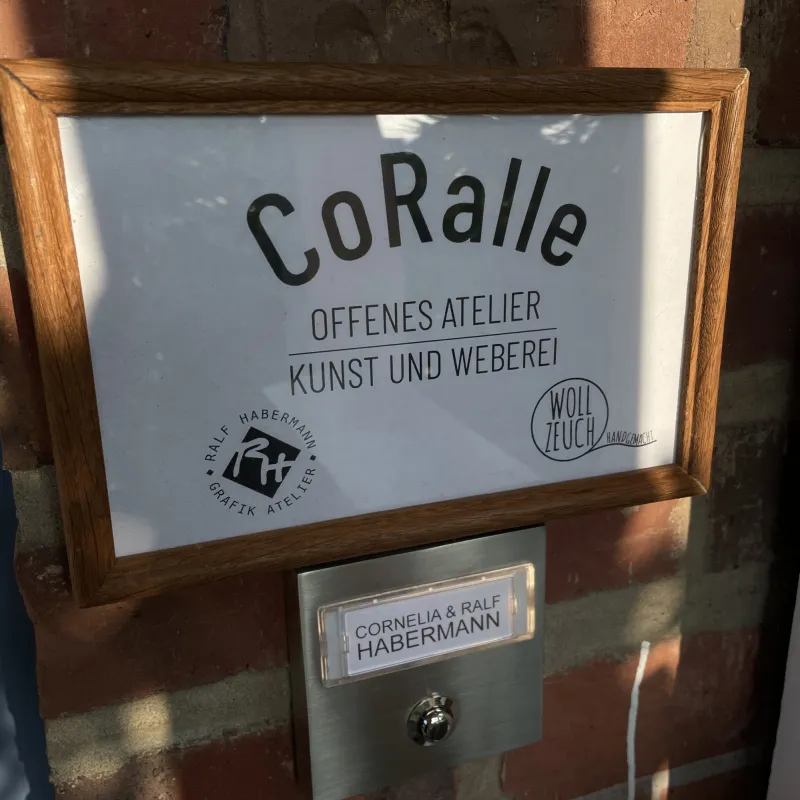 CoRalle
OFFENES ATELIER
KUNST UND WEBEREI
RALF HABERMANN
RH
• GRAFIK ATELIER •
WOLL
ZEUCH
HANDGEMACHT
CORNELIA & RALF
HABERMANN